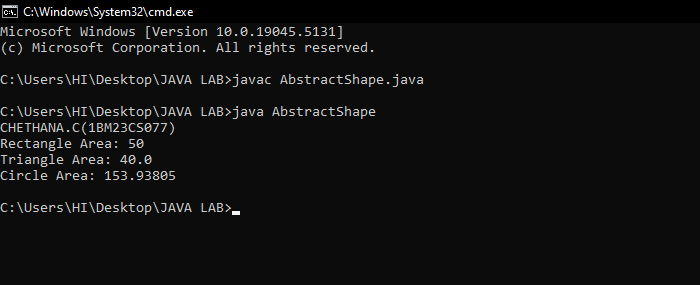 C:\Windows\System32\cmd.exe
Microsoft Windows [Version 10.0.19045.5131]
(c) Microsoft Corporation. All rights reserved.
C:\Users\HI\Desktop\JAVA LAB>javac AbstractShape.java
C:\Users\HI\Desktop\JAVA LAB>java AbstractShape
CHETHANA.C(1BM23CS077)
Rectangle Area: 50
Triangle Area: 40.0
Circle Area: 153.93805
C:\Users\HI\Desktop\JAVA LAB>